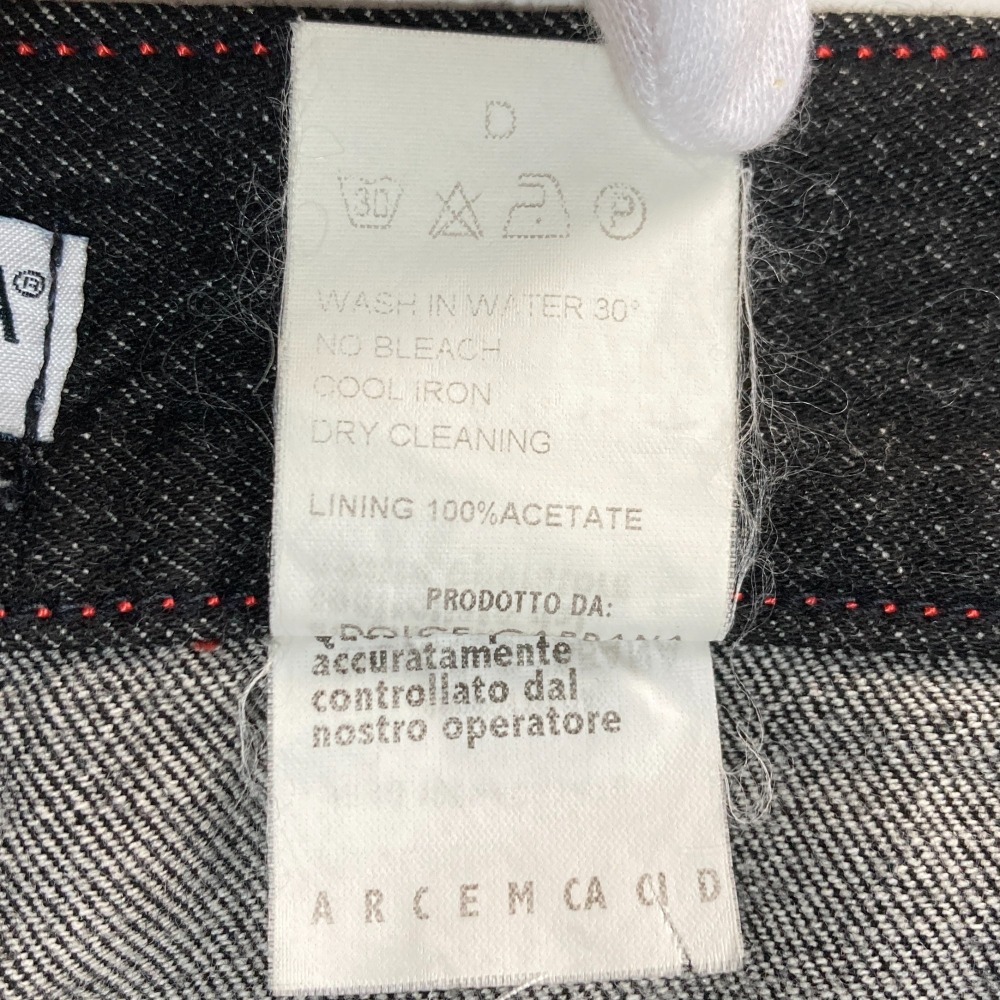 D
30 P
A®
WASH IN WATER 30°
NO BLEACH
COOL IRON
DRY CLEANING
LINING 100%ACETATE
PRODOTTO DA:
accuratamente
controllato dal
nostro operatore
A R C E M CA CI D